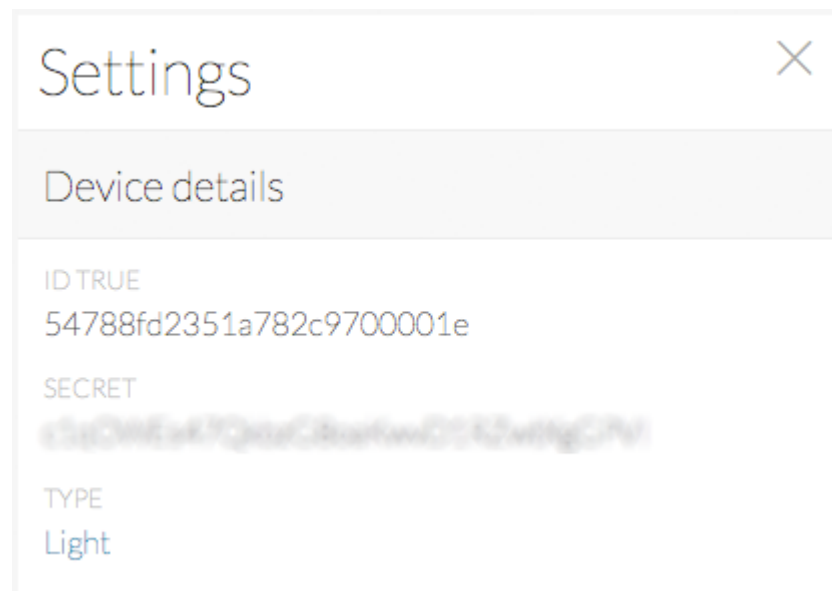 Settings
Device details
ID TRUE
54788fd2351a782c9700001e
SECRET
TYPE
Light